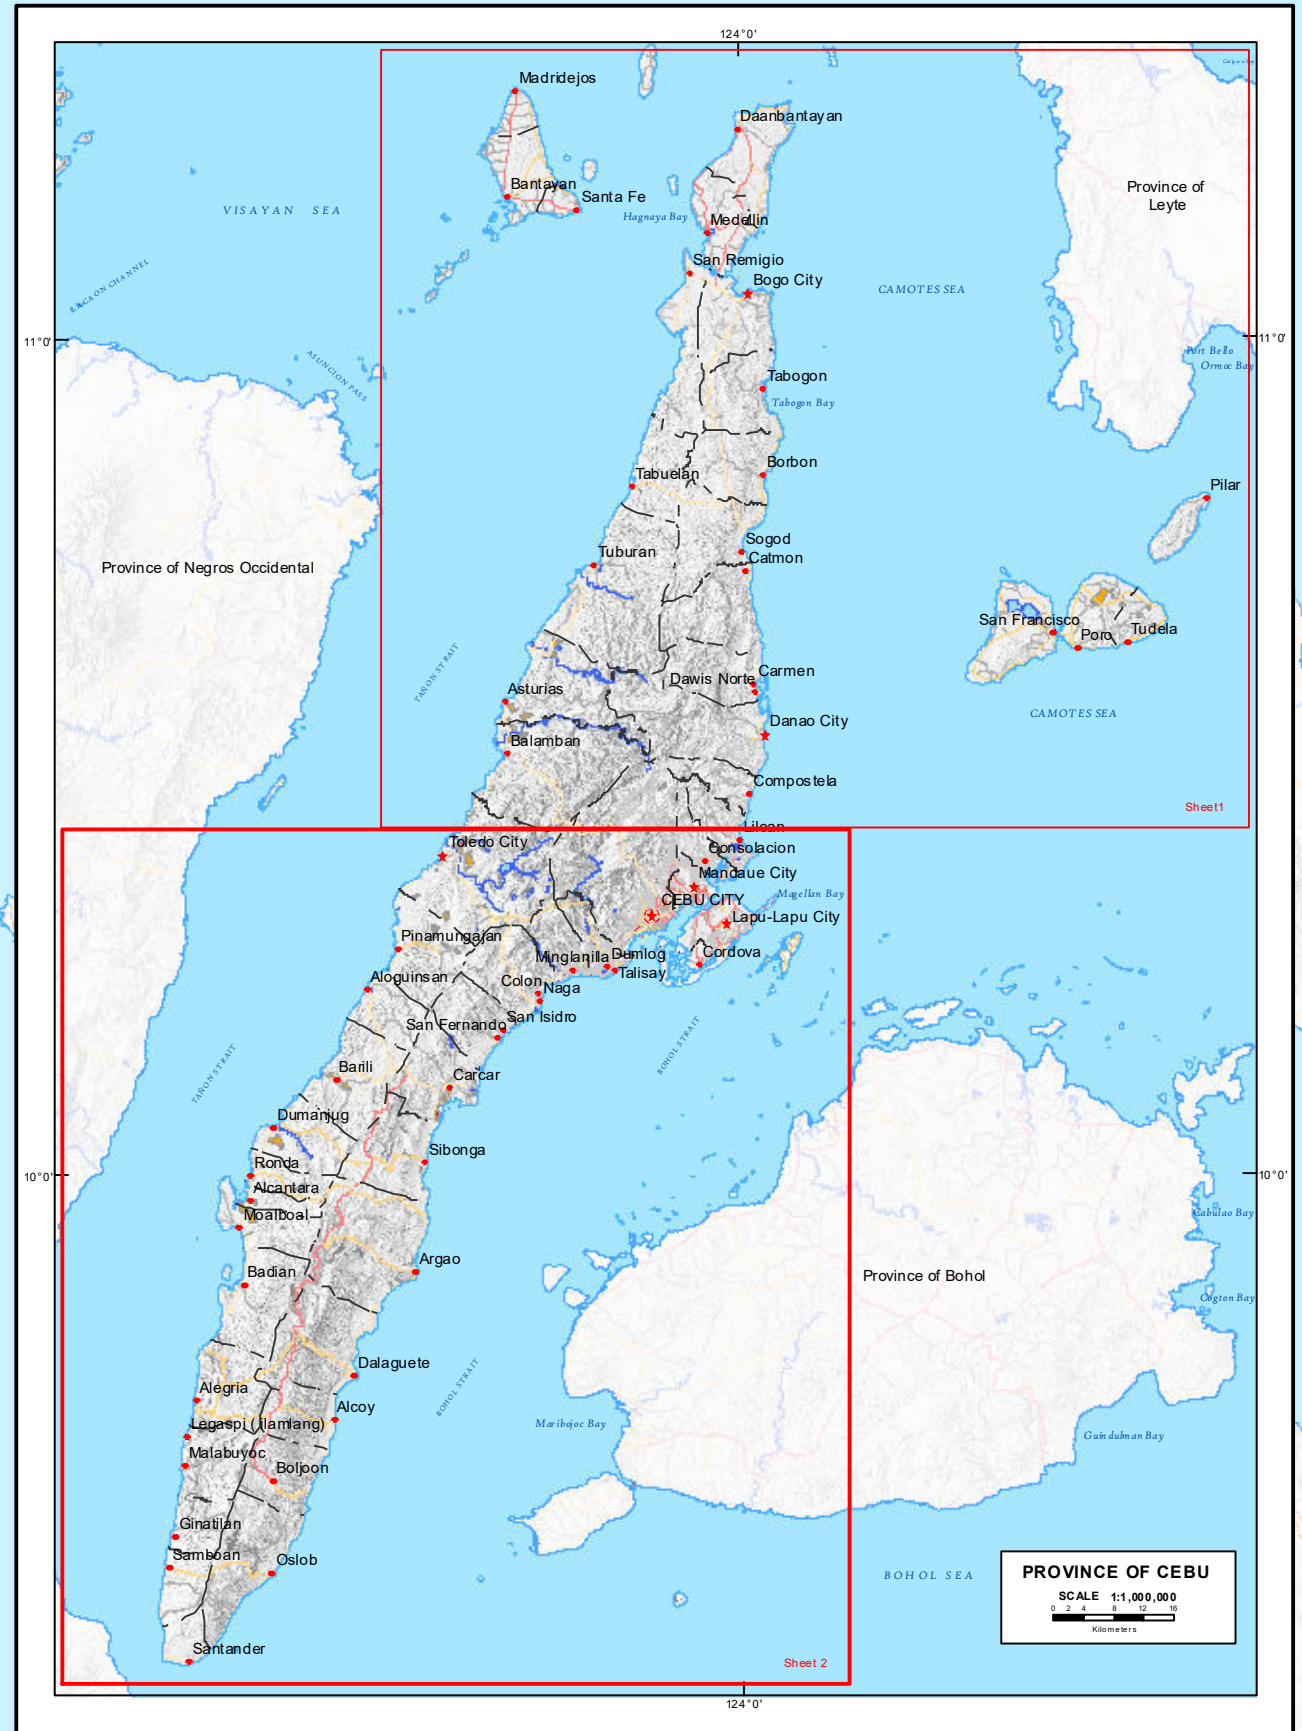 124°0'
Madridejos
Daanbantayan
Bantayan
Santa Fe
Province of
Leyte
VISAYAN SEA
Hagnaya Bay
Medellin
San Remigio
Bogo City
CAMOTES SEA
11°0'
11°0'
ASUNCION PASS
Port Bello
Ormoc Bay
Tabogon
Tabogon Bay
Borbon
Tabuelan
Pilar
Sogod
Tuburan
Catmon
Province of Negros Occidental
San Francisco
Poro
Tudela
TAÑON STRAIT
Carmen
Dawis Norte
Asturias
CAMOTES SEA
Danao City
Balamban
Compostela
Sheet1
Liloan
Toledo City
Consolacion
Mandaue City
Magellan Bay
CEBU CITY
Lapu-Lapu City
Pinamungajan
Minglanilla
Dumlog
Cordova
Talisay
Aloguinsan
Colon
Naga
San Fernando
San Isidro
BOHOL STRAIT
TAÑON STRAIT
Barili
Carcar
Dumanjug
Sibonga
Ronda
10°0'
10°0'
Alcantara
Moalboal
Cabulao Bay
Argao
Badian
Province of Bohol
Cogton Bay
Dalaguete
BOHOL STRAIT
Alegria
Alcoy
Legaspi (Ilamlang)
Maribojoc Bay
Guindulman Bay
Malabuyoc
Boljoon
Ginatilan
Samboan
Oslob
BOHOL SEA
PROVINCE OF CEBU
SCALE 1:1,000,000
0 2 4 8 12 16
Kilometers
Santander
Sheet 2
124°0'